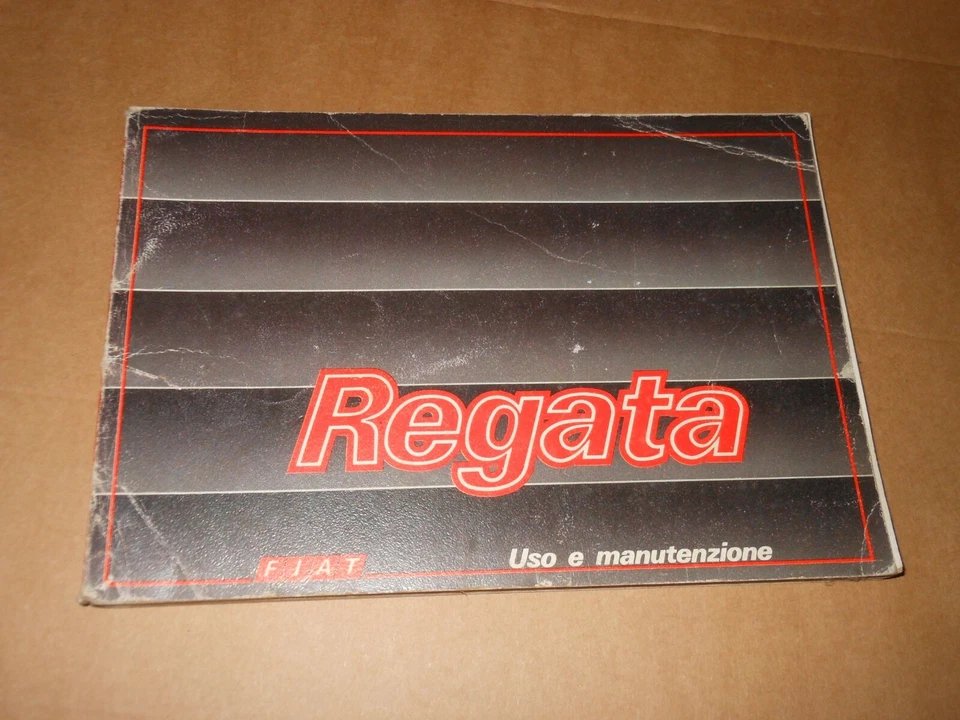 Regata
Uso e manutenzione
FIAT